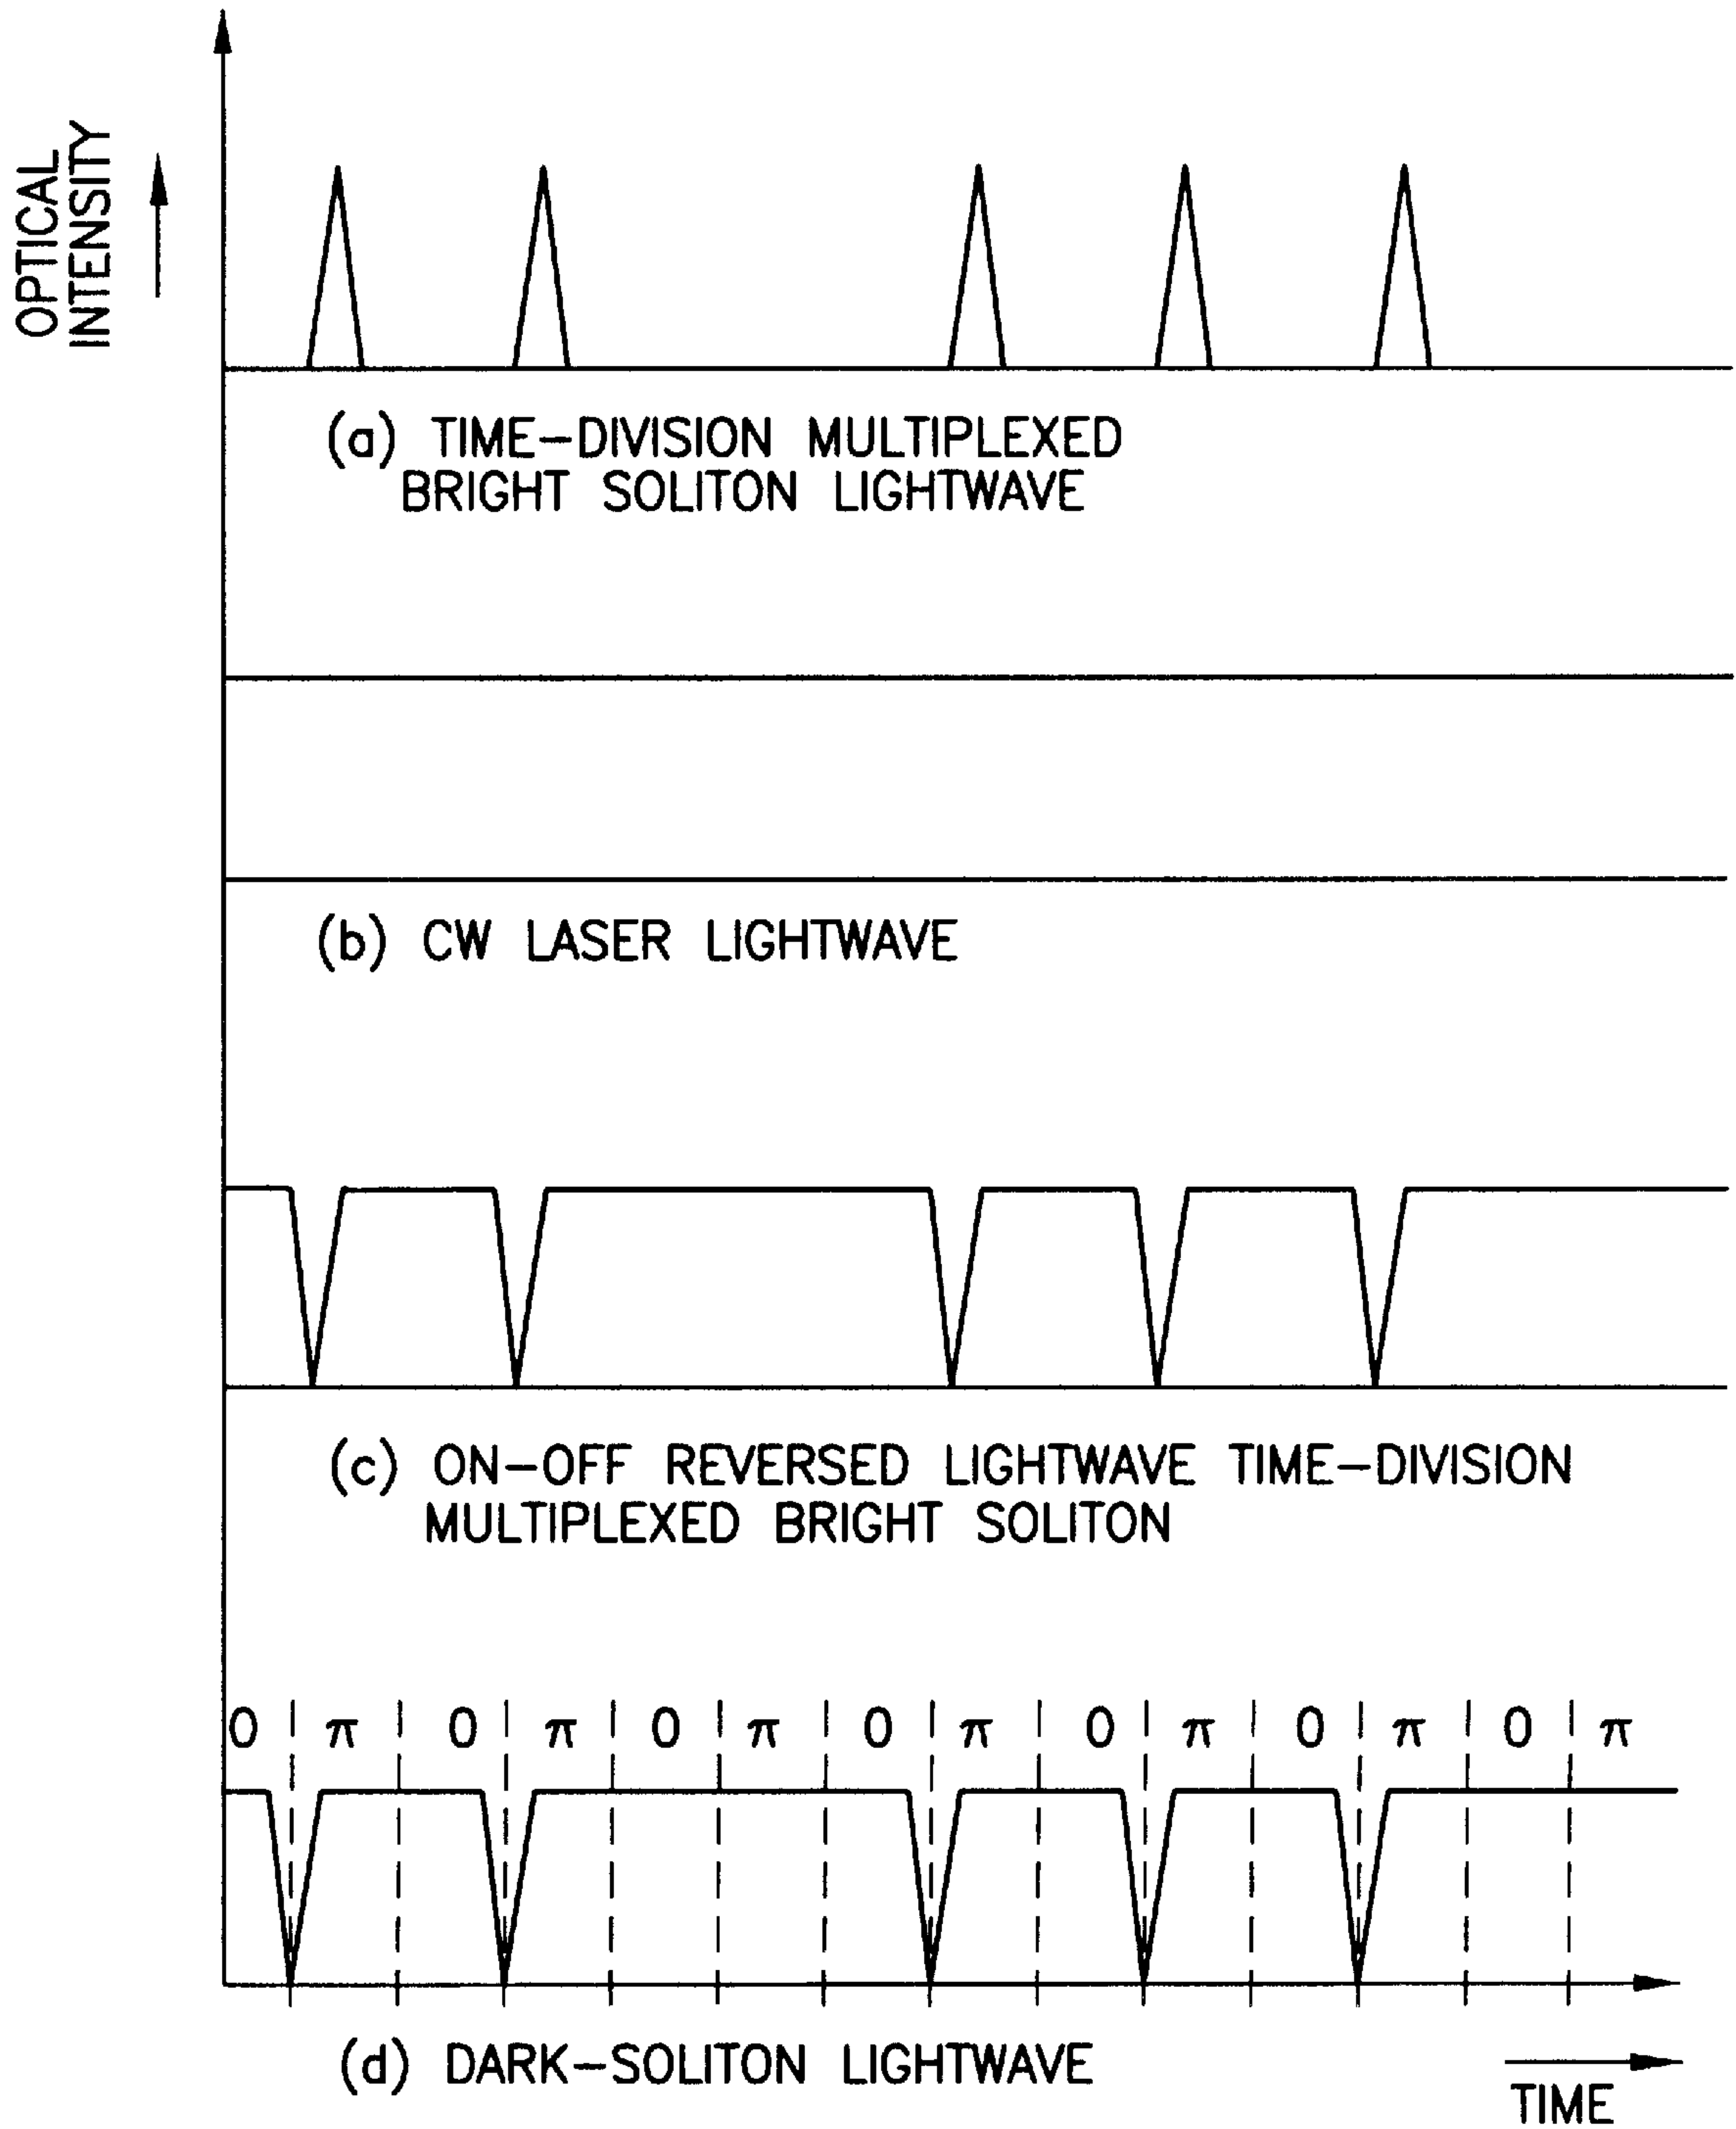 OPTICAL
INTENSITY
(a) TIME-DIVISION MULTIPLEXED
BRIGHT SOLITON LIGHTWAVE
(b) CW LASER LIGHTWAVE
(c) ON-OFF REVERSED LIGHTWAVE TIME-DIVISION
MULTIPLEXED BRIGHT SOLITON
0 π 0 π 0 π 0 π 0 π 0 π 0 π
(d) DARK-SOLITON LIGHTWAVE
TIME